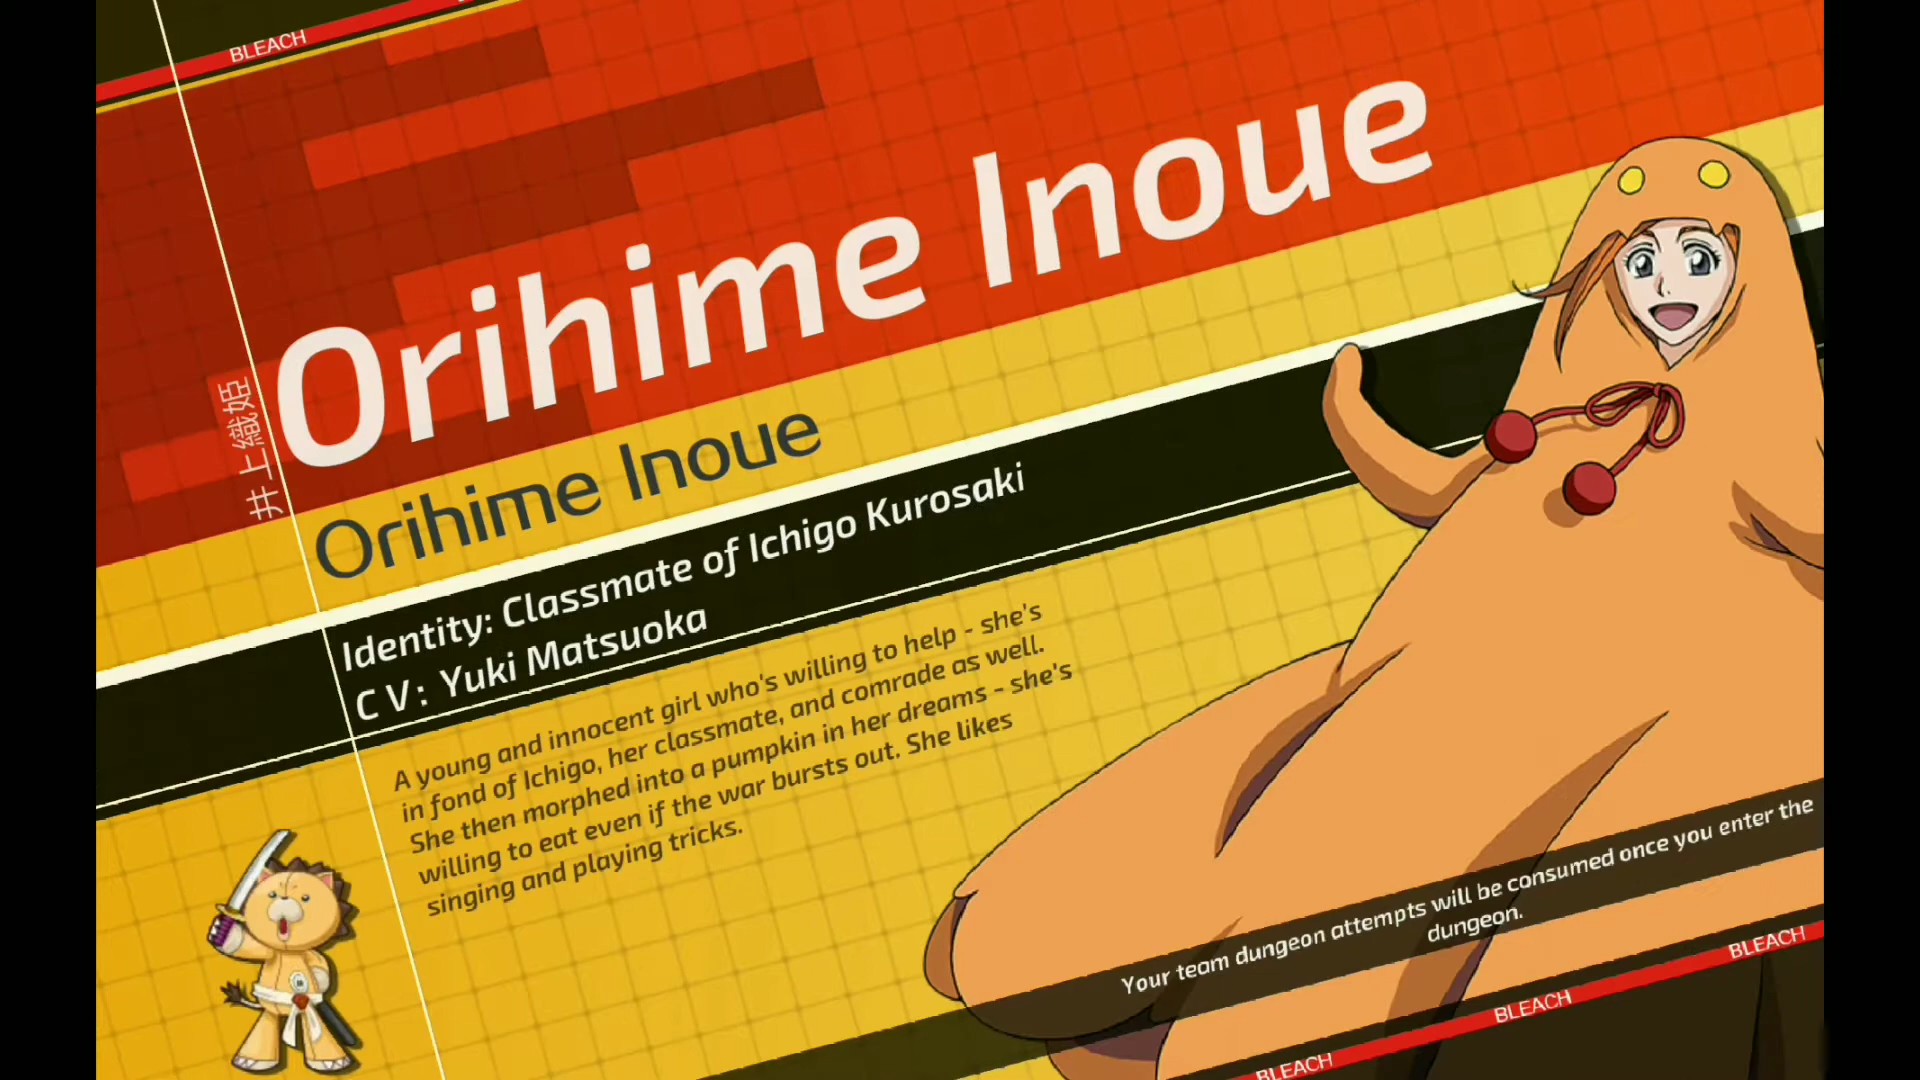 BLEACH
井上織姫
Orihime Inoue
Orihime Inoue
Identity: Classmate of Ichigo Kurosaki
CV: Yuki Matsuoka
A young and innocent girl who's willing to help - she's
in fond of Ichigo, her classmate, and comrade as well.
She then morphed into a pumpkin in her dreams - she's
willing to eat even if the war bursts out. She likes
singing and playing tricks.
Your team dungeon attempts will be consumed once you enter the
dungeon.
BLEACH
BLEACH
BLEACH